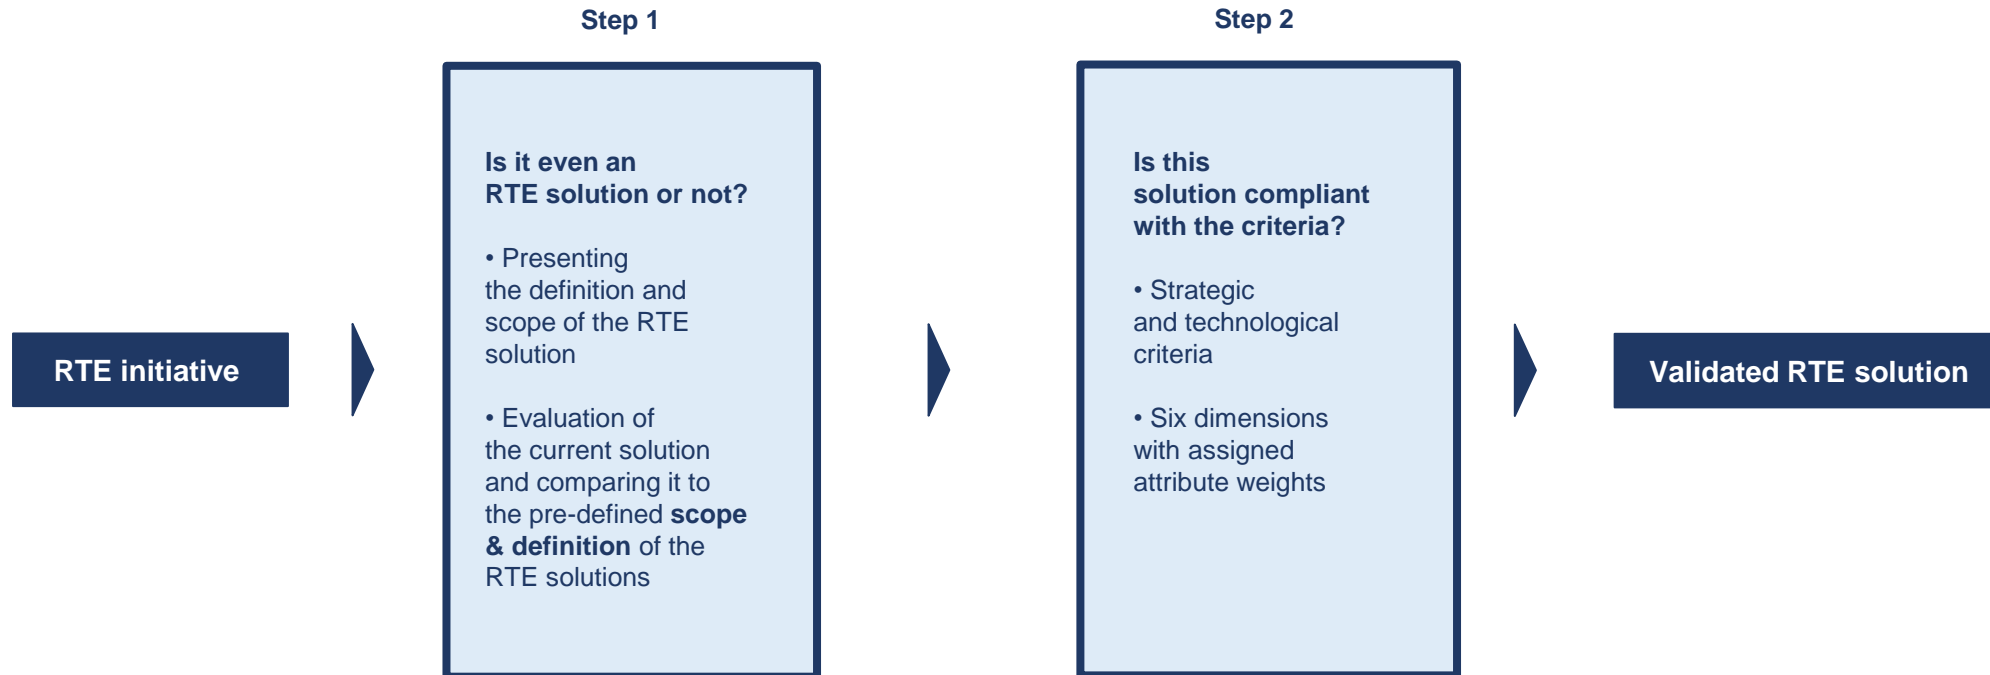 Step 1
Step 2
RTE initiative
Is it even an
RTE solution or not?
• Presenting
the definition and
scope of the RTE
solution
• Evaluation of
the current solution
and comparing it to
the pre-defined scope
& definition of the
RTE solutions
Is this
solution compliant
with the criteria?
• Strategic
and technological
criteria
• Six dimensions
with assigned
attribute weights
Validated RTE solution